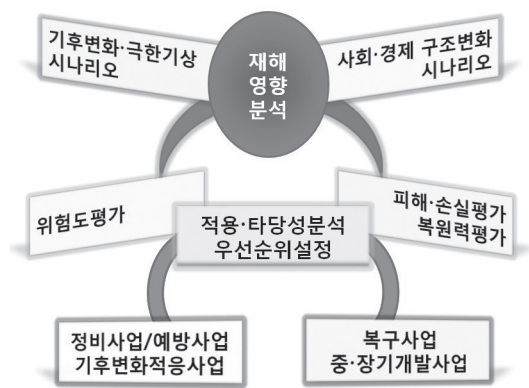 기후변화·극한기상
시나리오
재해
영향
분석
사회·경제 구조변화
시나리오
위험도평가
적용·타당성분석
우선순위설정
피해·손실평가
복원력평가
정비사업/예방사업
기후변화적응사업
복구사업
중·장기개발사업